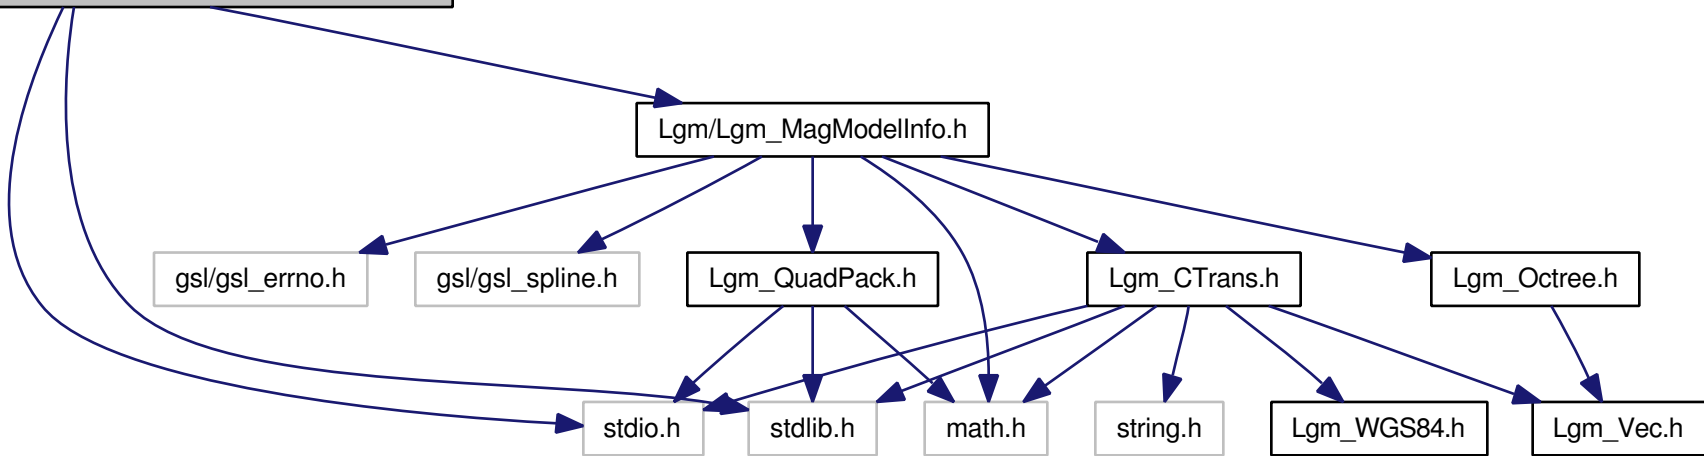 Lgm/Lgm_MagModelInfo.h
gsl/gsl_errno.h
gsl/gsl_spline.h
Lgm_QuadPack.h
Lgm_CTrans.h
Lgm_Octree.h
stdio.h
stdlib.h
math.h
string.h
Lgm_WGS84.h
Lgm_Vec.h